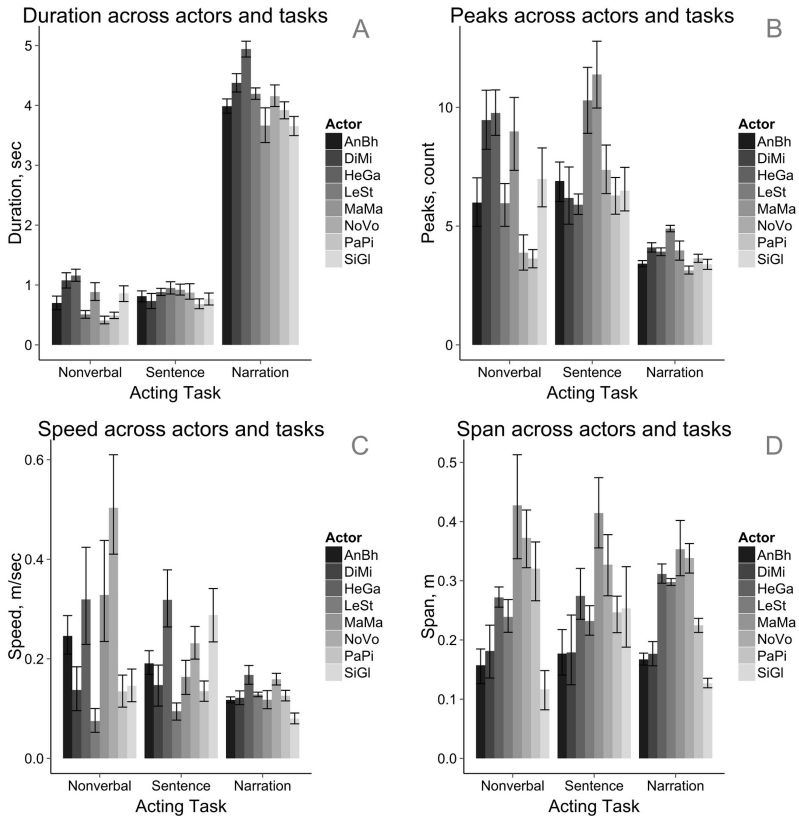 Duration across actors and tasks
A
Duration, sec
5
4
3
2
1
0
Nonverbal Sentence Narration
Acting Task
Actor
AnBh
DiMi
HeGa
LeSt
MaMa
NoVo
PaPi
SiGl
Peaks across actors and tasks
B
Peaks, count
10
5
0
Nonverbal Sentence Narration
Acting Task
Actor
AnBh
DiMi
HeGa
LeSt
MaMa
NoVo
PaPi
SiGl
Speed across actors and tasks
C
Speed, m/sec
0.6
0.4
0.2
0.0
Nonverbal Sentence Narration
Acting Task
Actor
AnBh
DiMi
HeGa
LeSt
MaMa
NoVo
PaPi
SiGl
Span across actors and tasks
D
Span, m
0.5
0.4
0.3
0.2
0.1
0.0
Nonverbal Sentence Narration
Acting Task
Actor
AnBh
DiMi
HeGa
LeSt
MaMa
NoVo
PaPi
SiGl